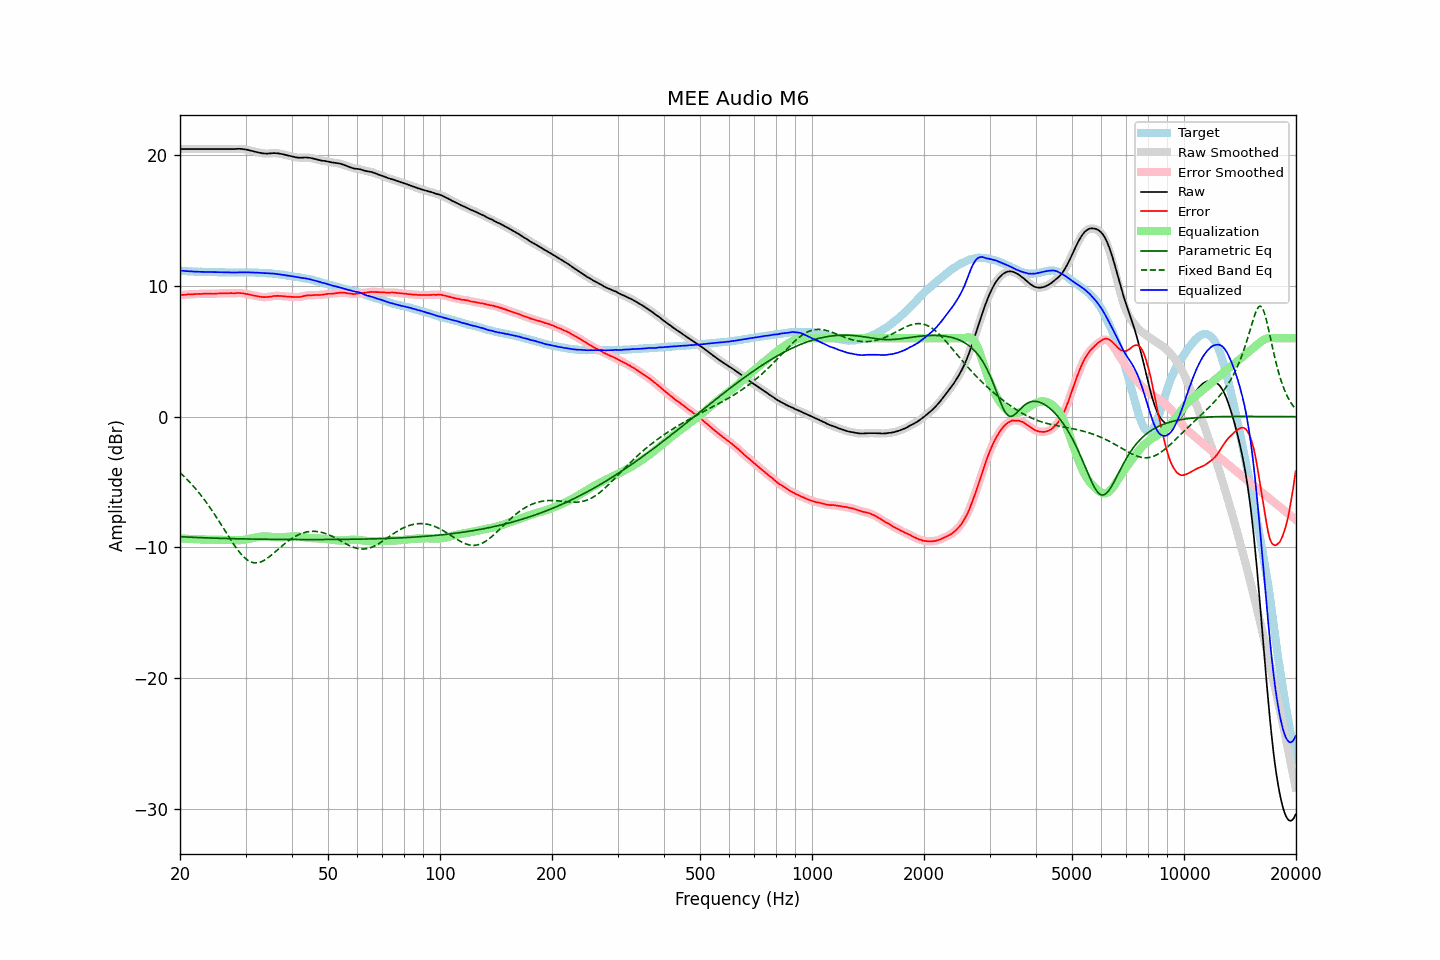 MEE Audio M6
Target
Raw Smoothed
Error Smoothed
Raw
Error
Equalization
Parametric Eq
Fixed Band Eq
Equalized
Amplitude (dBr)
20
10
0
−10
−20
−30
20 50 100 200 500 1000 2000 5000 10000 20000
Frequency (Hz)